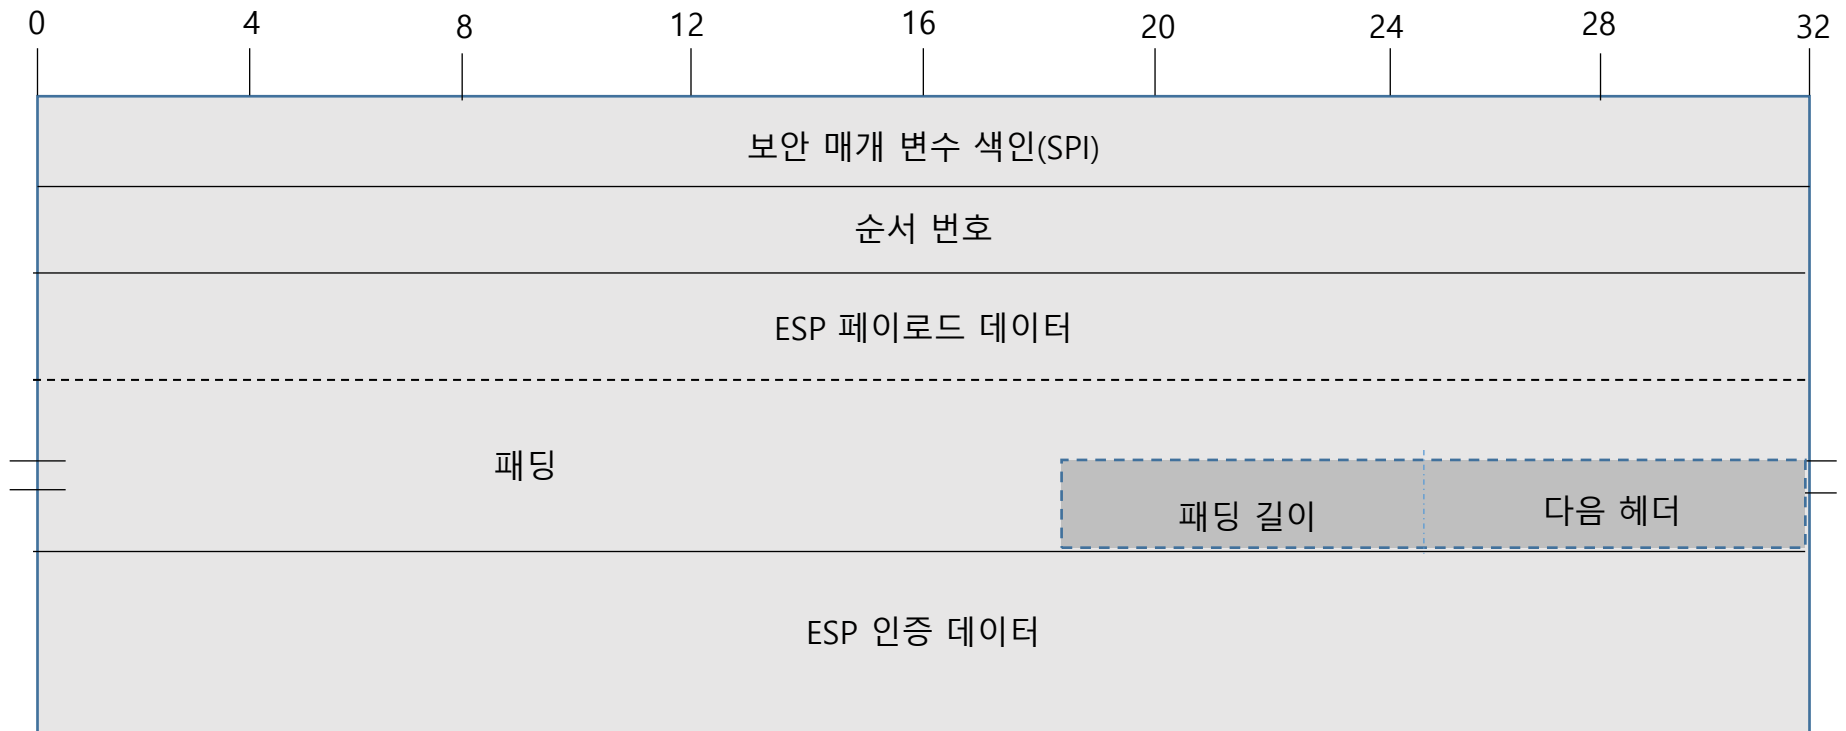 0 4 8 12 16 20 24 28 32
보안 매개 변수 색인(SPI)
순서 번호
ESP 페이로드 데이터
패딩
패딩 길이 다음 헤더
ESP 인증 데이터